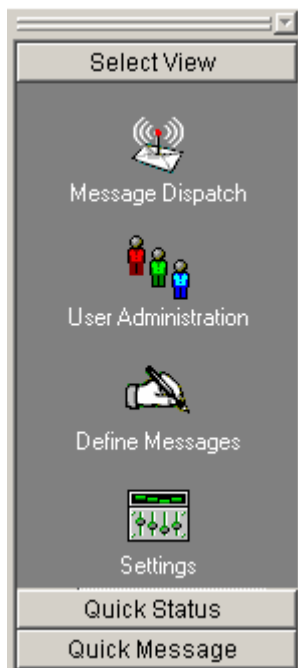 Select View
Message Dispatch
User Administration
Define Messages
Settings
Quick Status
Quick Message